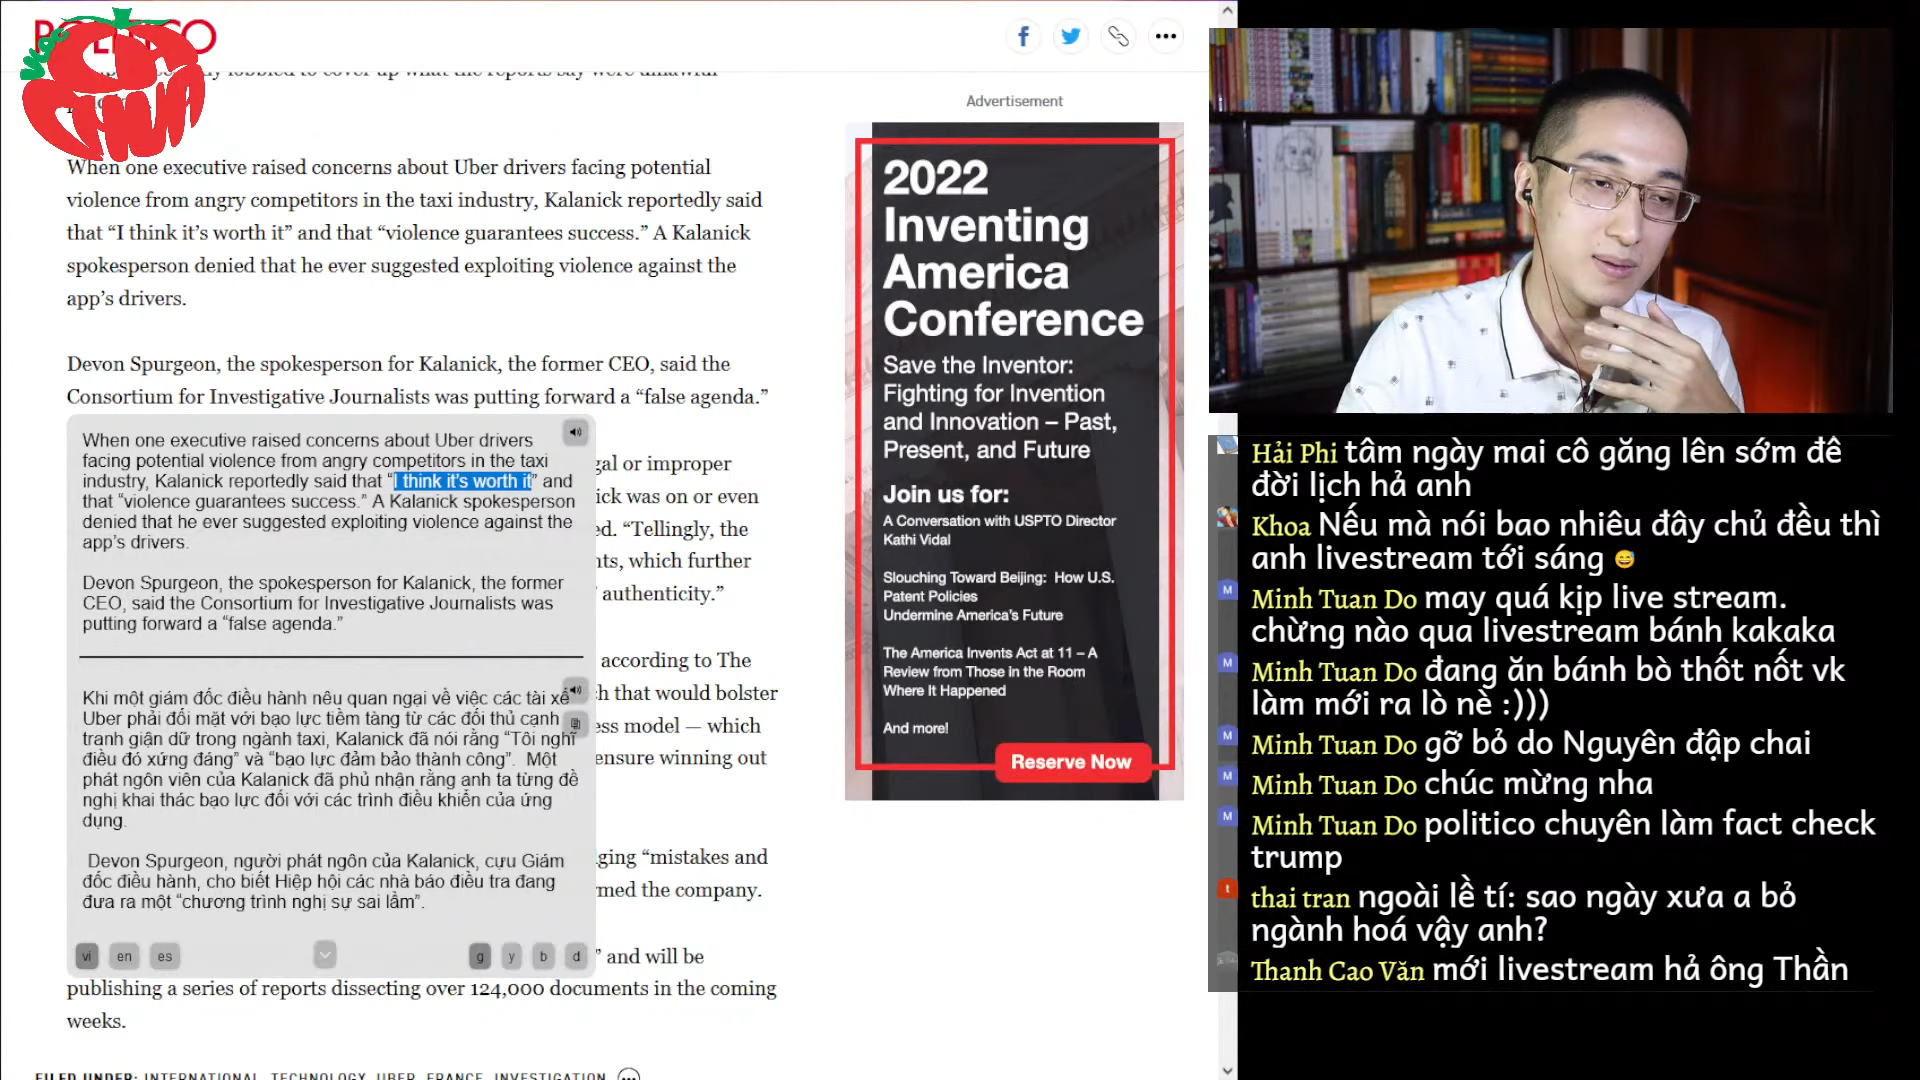 When one executive raised concerns about Uber drivers facing potential
violence from angry competitors in the taxi industry, Kalanick reportedly said
that “I think it’s worth it” and that “violence guarantees success.” A Kalanick
spokesperson denied that he ever suggested exploiting violence against the
app’s drivers.
Devon Spurgeon, the spokesperson for Kalanick, the former CEO, said the
Consortium for Investigative Journalists was putting forward a “false agenda.”
When one executive raised concerns about Uber drivers
facing potential violence from angry competitors in the taxi
industry, Kalanick reportedly said that “I think it’s worth it” and
that “violence guarantees success.” A Kalanick spokesperson
denied that he ever suggested exploiting violence against the
app’s drivers.
Devon Spurgeon, the spokesperson for Kalanick, the former
CEO, said the Consortium for Investigative Journalists was
putting forward a “false agenda.”
Khi một giám đốc điều hành nêu quan ngại về việc các tài xế
Uber phải đối mặt với bạo lực tiềm tàng từ các đối thủ cạnh
tranh giận dữ trong ngành taxi, Kalanick đã nói rằng “Tôi nghĩ
điều đó xứng đáng” và “bạo lực đảm bảo thành công”. Một
phát ngôn viên của Kalanick đã phủ nhận rằng anh ta từng đề
nghị khai thác bạo lực đối với các trình điều khiển của ứng
dụng.
Devon Spurgeon, người phát ngôn của Kalanick, cựu Giám
đốc điều hành, cho biết Hiệp hội các nhà báo điều tra đang
đưa ra một “chương trình nghị sự sai lầm”.
vi en es g y b d
or improper
was on or even
“Tellingly, the
which further
authenticity.”
according to The
that would bolster
model — which
ensure winning out
“mistakes and
the company.
” and will be
publishing a series of reports dissecting over 124,000 documents in the coming
weeks.
FILED UNDER: INTERNATIONAL, TECHNOLOGY, UBER, FRANCE, INVESTIGATION
Advertisement
2022
Inventing
America
Conference
Save the Inventor:
Fighting for Invention
and Innovation – Past,
Present, and Future
Join us for:
A Conversation with USPTO Director
Kathi Vidal
Slouching Toward Beijing: How U.S.
Patent Policies
Undermine America’s Future
The America Invents Act at 11 – A
Review from Those in the Room
Where It Happened
And more!
Reserve Now
Hải Phi tâm ngày mai cô găng lên sớm đê
đời lịch hả anh
Khoa Nếu mà nói bao nhiêu đây chủ đều thì
anh livestream tới sáng
Minh Tuan Do may quá kịp live stream.
chừng nào qua livestream bánh kakaka
Minh Tuan Do đang ăn bánh bò thốt nốt vk
làm mới ra lò nè :)))
Minh Tuan Do gỡ bỏ do Nguyên đập chai
Minh Tuan Do chúc mừng nha
Minh Tuan Do politico chuyên làm fact check
trump
thai tran ngoài lề tí: sao ngày xưa a bỏ
ngành hoá vậy anh?
Thanh Cao Văn mới livestream hả ông Thần